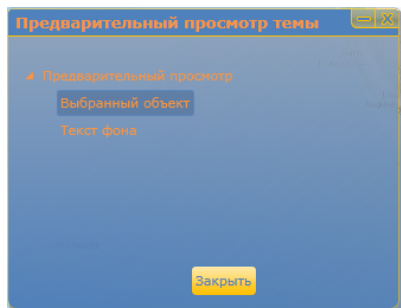 Предварительный просмотр темы
Предварительный просмотр
Выбранный объект
Текст фона
Закрыть